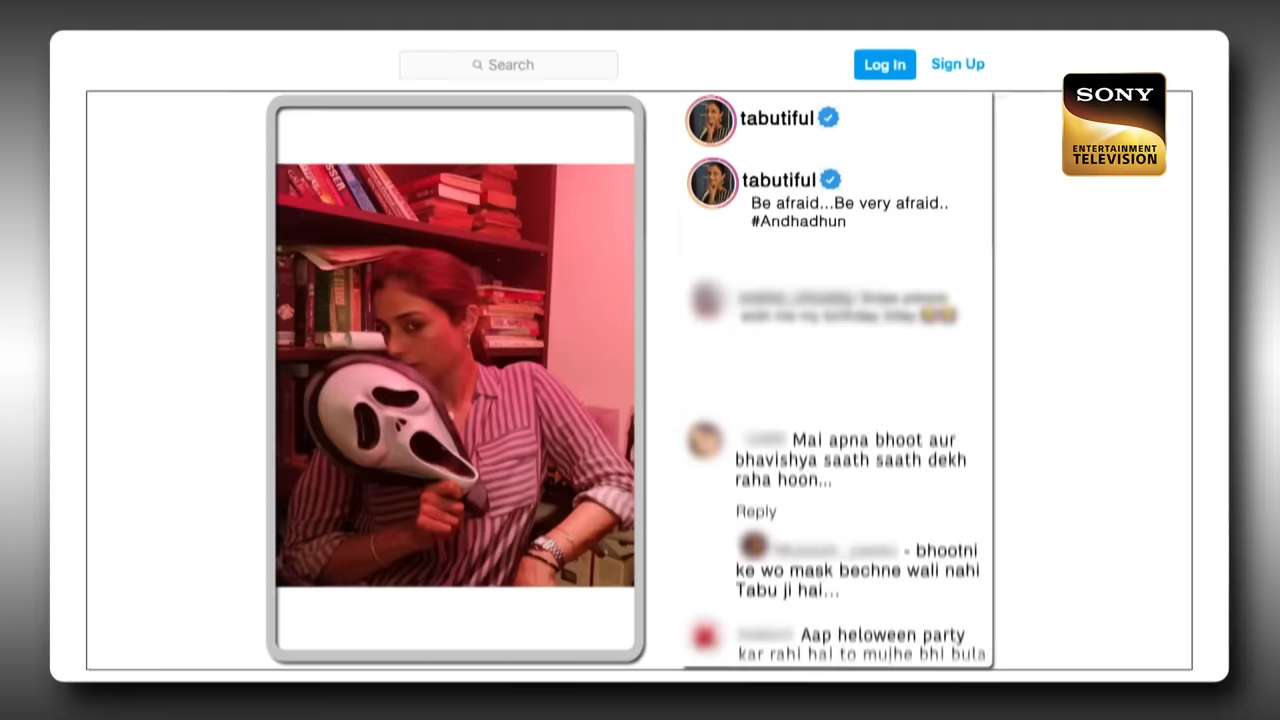 Search
Log In
Sign Up
SONY
ENTERTAINMENT
TELEVISION
tabutiful
tabutiful
Be afraid...Be very afraid..
#Andhadhun
Mai apna bhoot aur
bhavishya saath saath dekh
raha hoon...
Reply
- bhootni
ke wo mask bechne wali nahi
Tabu ji hai...
Aap heloween party
kar rahi hai to mujhe bhi bula